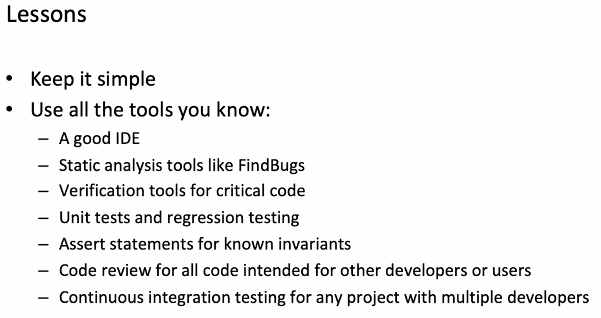 Lessons
• Keep it simple
• Use all the tools you know:
– A good IDE
– Static analysis tools like FindBugs
– Verification tools for critical code
– Unit tests and regression testing
– Assert statements for known invariants
– Code review for all code intended for other developers or users
– Continuous integration testing for any project with multiple developers